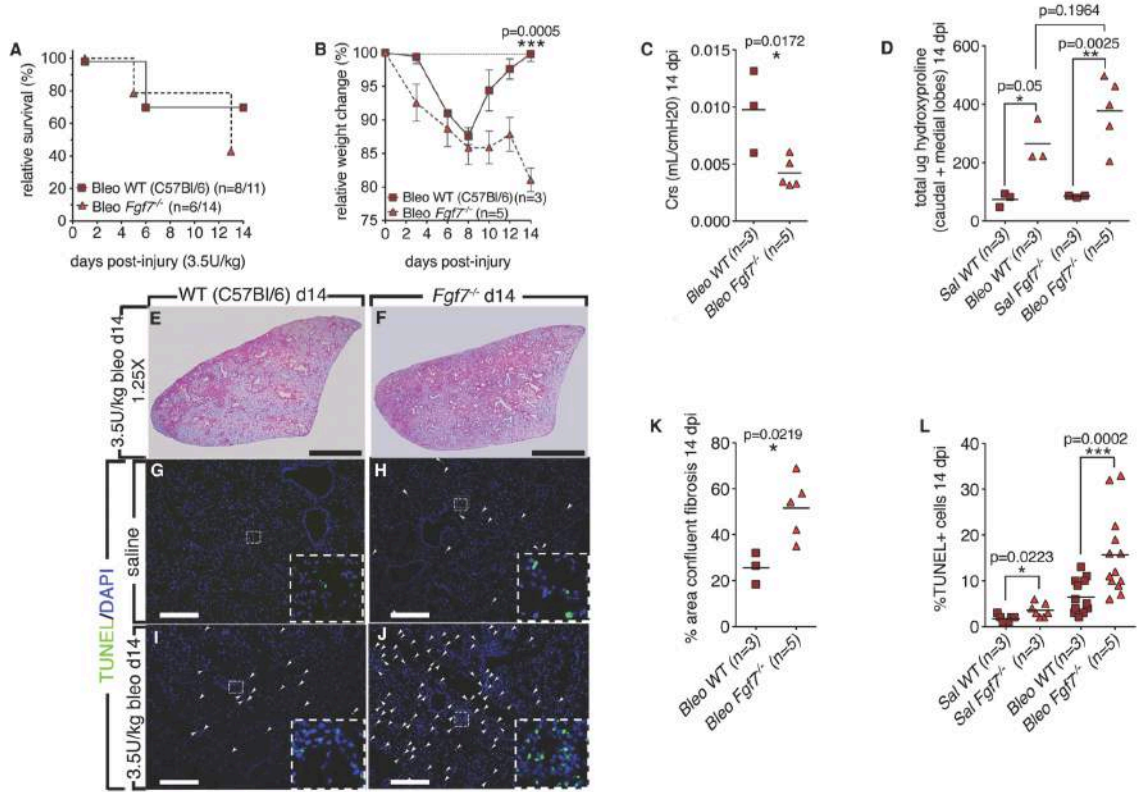 A
relative survival (%)
100
80
60
40
20
0
Bleo WT (C57Bl/6) (n=8/11)
Bleo Fgf7-/- (n=6/14)
0 2 4 6 8 10 12 14
days post-injury (3.5U/kg)
B
p=0.0005
***
relative weight change (%)
100
95
90
85
80
75
Bleo WT (C57Bl/6) (n=3)
Bleo Fgf7-/- (n=5)
0 2 4 6 8 10 12 14
days post-injury
C
p=0.0172
*
Crs (mL/cmH20) 14 dpi
0.015
0.010
0.005
0.000
Bleo WT (n=3)
Bleo Fgf7-/- (n=5)
D
p=0.1964
p=0.0025
**
p=0.05
*
total ug hydroxyproline
(caudal + medial lobes) 14 dpi
600
400
200
0
Sal WT (n=3)
Bleo WT (n=3)
Sal Fgf7-/- (n=3)
Bleo Fgf7-/- (n=5)
WT (C57Bl/6) d14
Fgf7-/- d14
3.5U/kg bleo d14
1.25X
E
F
TUNEL/DAPI
saline
G
H
3.5U/kg bleo d14
I
J
K
p=0.0219
*
% area confluent fibrosis 14 dpi
80
60
40
20
0
Bleo WT (n=3)
Bleo Fgf7-/- (n=5)
L
p=0.0002
***
p=0.0223
*
%TUNEL+ cells 14 dpi
40
30
20
10
0
Sal WT (n=3)
Sal Fgf7-/- (n=3)
Bleo WT (n=3)
Bleo Fgf7-/- (n=5)